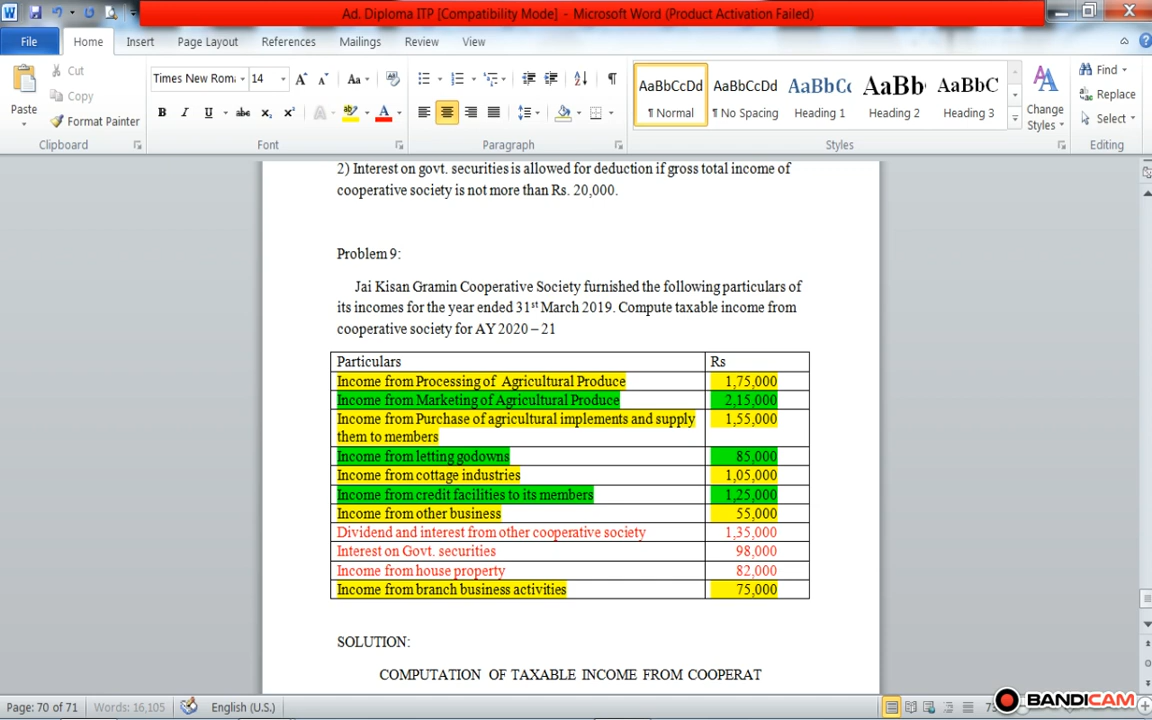 Ad. Diploma ITP [Compatibility Mode] - Microsoft Word (Product Activation Failed)
File Home Insert Page Layout References Mailings Review View
Paste
Cut
Copy
Format Painter
Clipboard
Times New Rom 14
Font
Paragraph
AaBbCcDd AaBbCcDd AaBbCc AaBb AaBbC
¶ Normal ¶ No Spacing Heading 1 Heading 2 Heading 3
Change Styles
Styles
Find
Replace
Select
Editing
2) Interest on govt. securities is allowed for deduction if gross total income of
cooperative society is not more than Rs. 20,000.
Problem 9:
Jai Kisan Gramin Cooperative Society furnished the following particulars of
its incomes for the year ended 31st March 2019. Compute taxable income from
cooperative society for AY 2020 – 21
Particulars Rs
Income from Processing of Agricultural Produce 1,75,000
Income from Marketing of Agricultural Produce 2,15,000
Income from Purchase of agricultural implements and supply 1,55,000
them to members
Income from letting godowns 85,000
Income from cottage industries 1,05,000
Income from credit facilities to its members 1,25,000
Income from other business 55,000
Dividend and interest from other cooperative society 1,35,000
Interest on Govt. securities 98,000
Income from house property 82,000
Income from branch business activities 75,000
SOLUTION:
COMPUTATION OF TAXABLE INCOME FROM COOPERAT
Page: 70 of 71 Words: 16,105 English (U.S.)
BANDICAM